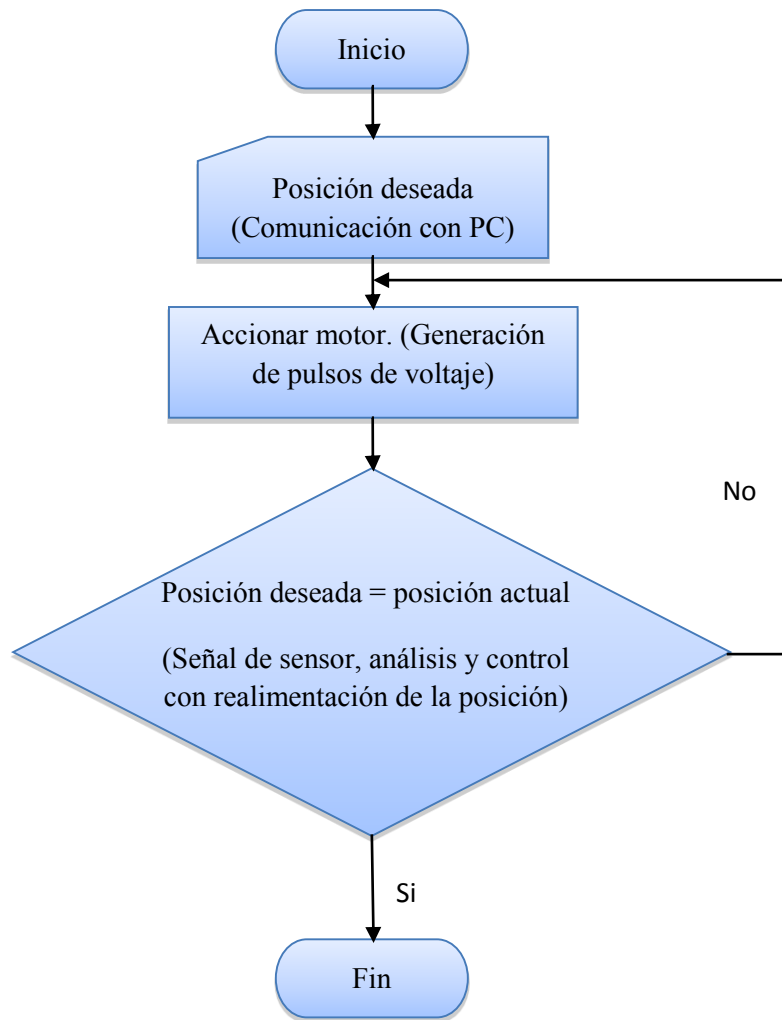 Inicio
Posición deseada
(Comunicación con PC)
Accionar motor. (Generación
de pulsos de voltaje)
No
Posición deseada = posición actual
(Señal de sensor, análisis y control
con realimentación de la posición)
Si
Fin